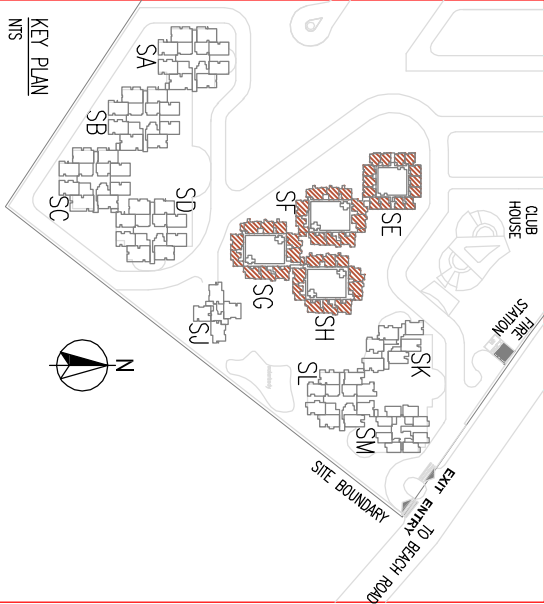 KEY PLAN
NTS
SA
SB
SC
SD
SE
SF
SG
SH
SJ
SK
SL
SM
N
CLUB
HOUSE
FIRE
STATION
SITE BOUNDARY
EXIT
ENTRY
TO BEACH ROAD